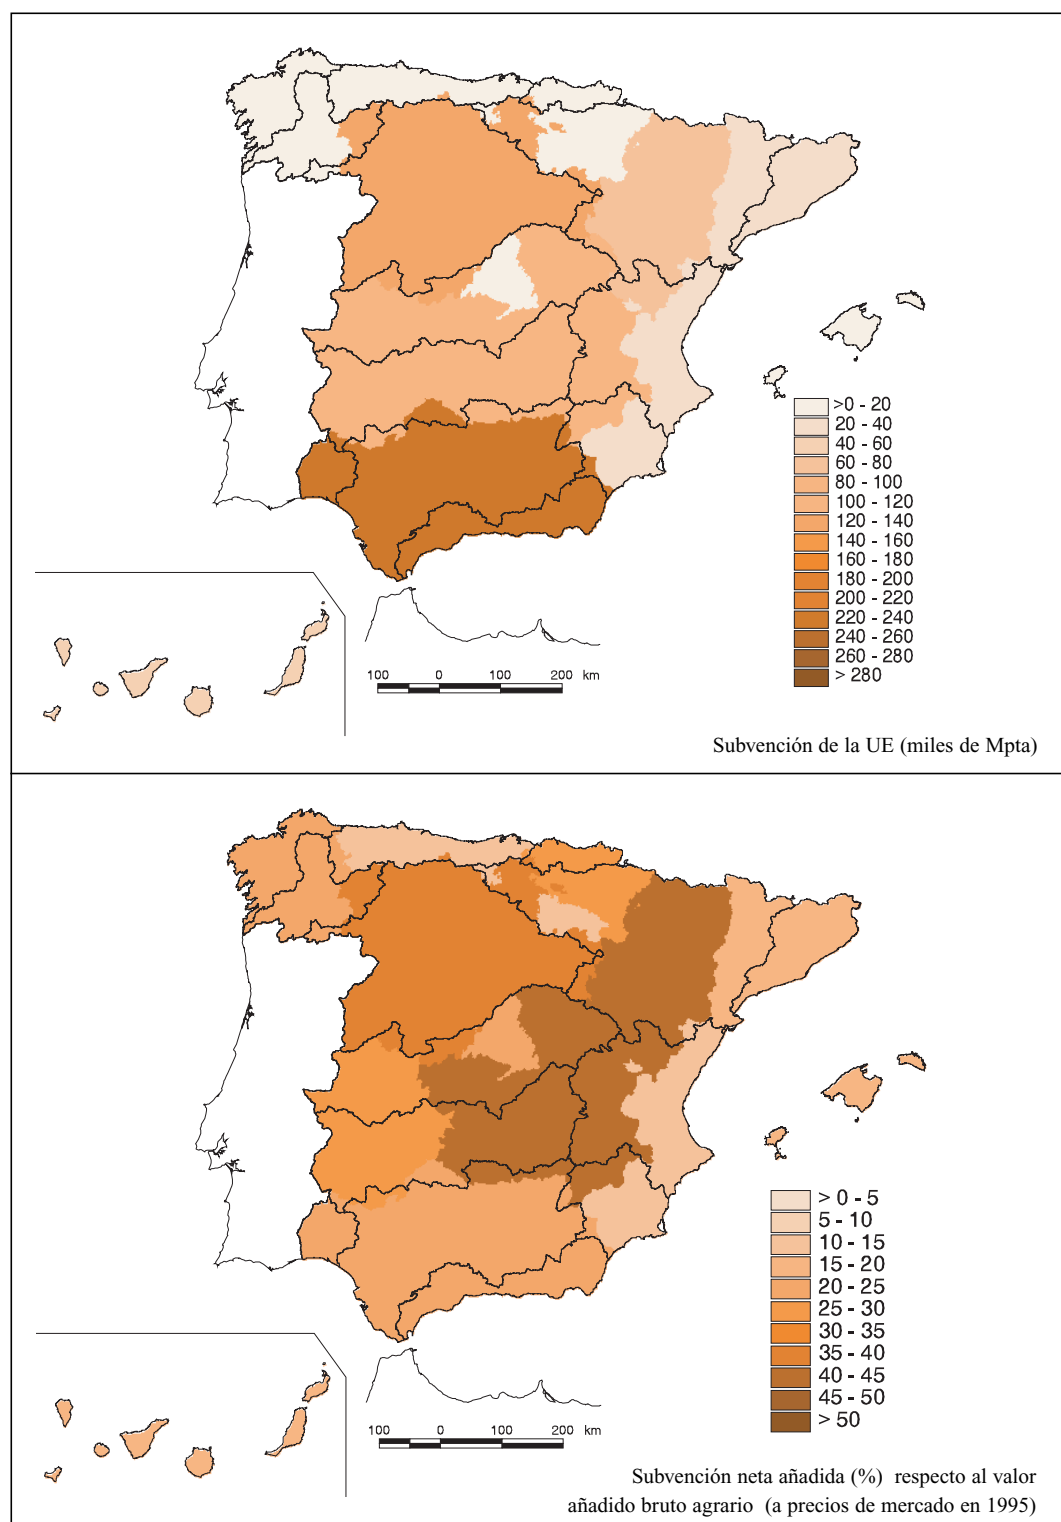 >0 - 20
20 - 40
40 - 60
60 - 80
80 - 100
100 - 120
120 - 140
140 - 160
160 - 180
180 - 200
200 - 220
220 - 240
240 - 260
260 - 280
> 280
100 0 100 200 km
Subvención de la UE (miles de Mpta)
> 0 - 5
5 - 10
10 - 15
15 - 20
20 - 25
25 - 30
30 - 35
35 - 40
40 - 45
45 - 50
> 50
100 0 100 200 km
Subvención neta añadida (%) respecto al valor
añadido bruto agrario (a precios de mercado en 1995)